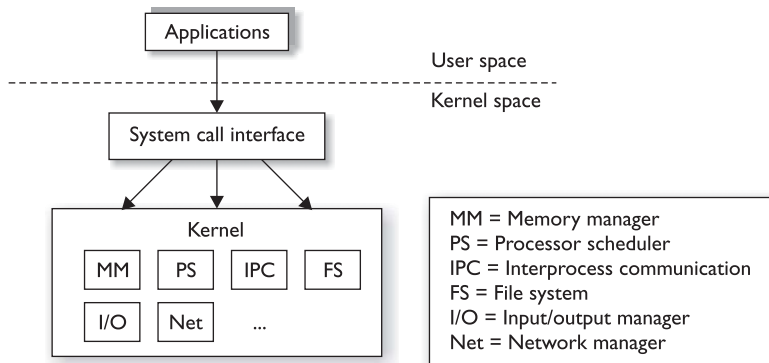 Applications
User space
Kernel space
System call interface
Kernel
MM PS IPC FS
I/O Net ...
MM = Memory manager
PS = Processor scheduler
IPC = Interprocess communication
FS = File system
I/O = Input/output manager
Net = Network manager